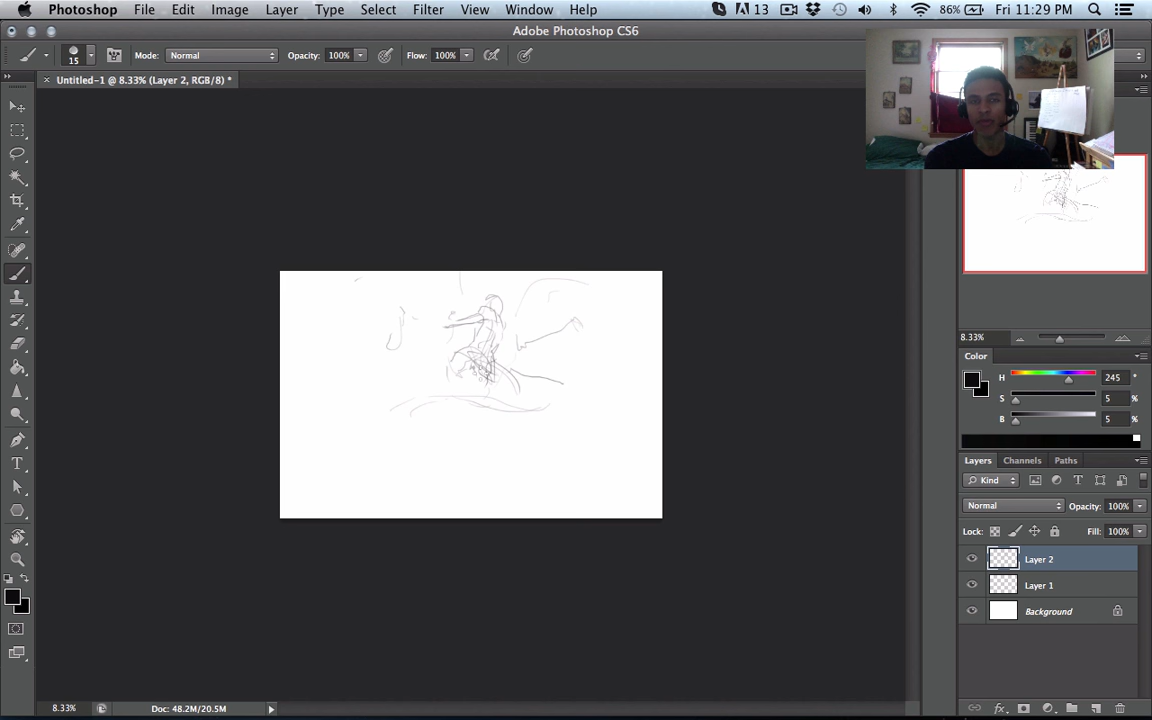 Photoshop File Edit Image Layer Type Select Filter View Window Help 13 86% Fri 11:29 PM
Adobe Photoshop CS6
15 Mode: Normal Opacity: 100% Flow: 100%
× Untitled-1 @ 8.33% (Layer 2, RGB/8) *
8.33%
Color
H 245 °
S 5 %
B 5 %
Layers Channels Paths
Kind
Normal Opacity: 100%
Lock: Fill: 100%
Layer 2
Layer 1
Background
8.33% Doc: 48.2M/20.5M